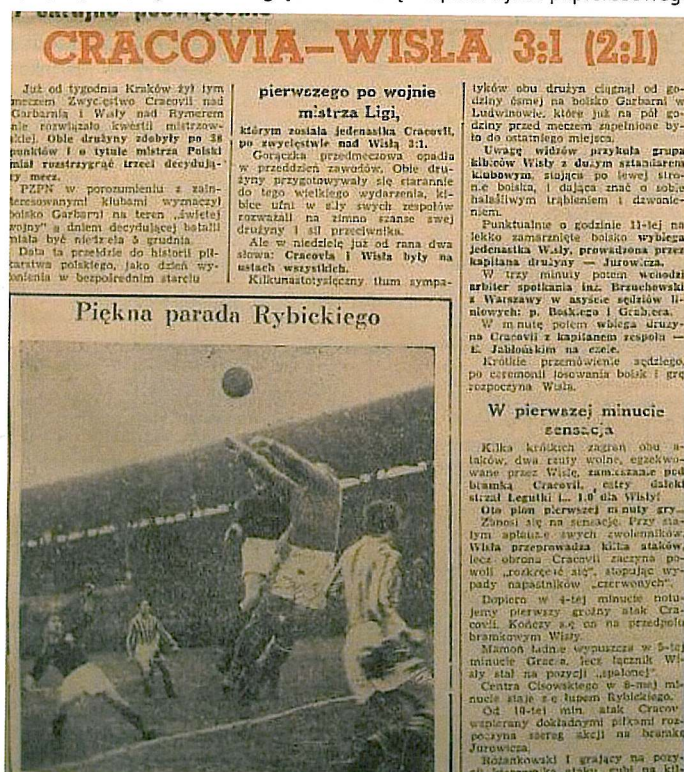 CRACOVIA—WISŁA 3:1 (2:1)
Już od tygodnia Kraków żył tym
meczem Zwycięstwo Cracovii nad
Garbarnią i Wisły nad Rymerem
nie rozwiązało kwestii mistrzow-
skiej. Obie drużyny zdobyły po 38
punktów i o tytule mistrza Polski
miał rozstrzygnąć trzeci decydują-
cy mecz.
PZPN w porozumieniu z zain-
teresowanymi klubami wyznaczył
boisko Garbarni na teren „świętej
wojny" a dniem decydującej batalii
miała być niedziela 5 grudnia.
Data ta przejdzie do historii pił-
karstwa polskiego, jako dzień wy-
łonienia w bezpośrednim starciu
pierwszego po wojnie
mistrza Ligi,
którym została jedenastka Cracovii,
po zwycięstwie nad Wisłą 3:1.
Gorączka przedmeczowa opadła
w przeddzień zawodów. Obie dru-
żyny przygotowywały się starannie
do tego wielkiego wydarzenia, ki-
bice ufni w siły swych zespołów
rozważali na zimno szanse swej
drużyny i sił przeciwnika.
Ale w niedzielę już od rana dwa
słowa: Cracovia i Wisła były na
ustach wszystkich.
Kilkunastotysięczny tłum sympa-
tyków obu drużyn ciągnął od go-
dziny ósmej na boisko Garbarni w
Ludwinowie, które już na pół go-
dziny przed meczem zapełnione by-
ło do ostatniego miejsca.
Uwagę widzów przykuła grupa
kibiców Wisły z dużym sztandarem
klubowym, stojąca po lewej stro-
nie boiska, i dająca znać o sobie
hałaśliwym trąbieniem i dzwonie-
niem.
Punktualnie o godzinie 11-tej na
lekko zamarznięte boisko wybiega
jedenastka Wisły, prowadzona przez
kapitana drużyny — Jurowicza.
W trzy minuty potem wchodzi
arbiter spotkania inż. Brzuchowski
z Warszawy w asyście sędziów li-
niowych: p. Boskiego i
W minutę potem wbiega druży-
na Cracovii z kapitanem zespołu —
E. Jabłońskim na czele.
Krótkie przemówienie sędziego,
po ceremonii losowania boisk i grę
rozpoczyna Wisła.
W pierwszej minucie
sensacja
Kilka krótkich zagrań obu a-
taków, dwa rzuty wolne, egzekwo-
wane przez Wisłę, zamieszanie pod
bramką Cracovii, ostry daleki
strzał Legutki i... 1:0 dla Wisły!
Oto plon pierwszej minuty gry...
Zanosi się na sensację. Przy sta-
łym aplauzie swych zwolenników,
Wisła przeprowadza kilka ataków,
lecz obrona Cracovii zaczyna po-
woli „rozkręcać się", stopując wy-
pady napastników „czerwonych".
Dopiero w 4-tej minucie notu-
jemy pierwszy groźny atak Cra-
covii. Kończy się on na przedpolu
bramkowym Wisły.
Mamoń ładnie wypuszcza w 5-tej
minucie Gracza, lecz łącznik Wi-
sły stał na pozycji „spalonej".
Centra Cisowskiego w 8-mej mi-
nucie staje się łupem Rybickiego.
Od 10-tej min. atak Cracovii
wspierany dokładnymi piłkami roz-
poczyna szereg akcji na bramkę
Jurowicza.
Różankowski I grający na pozy-
Piękna parada Rybickiego